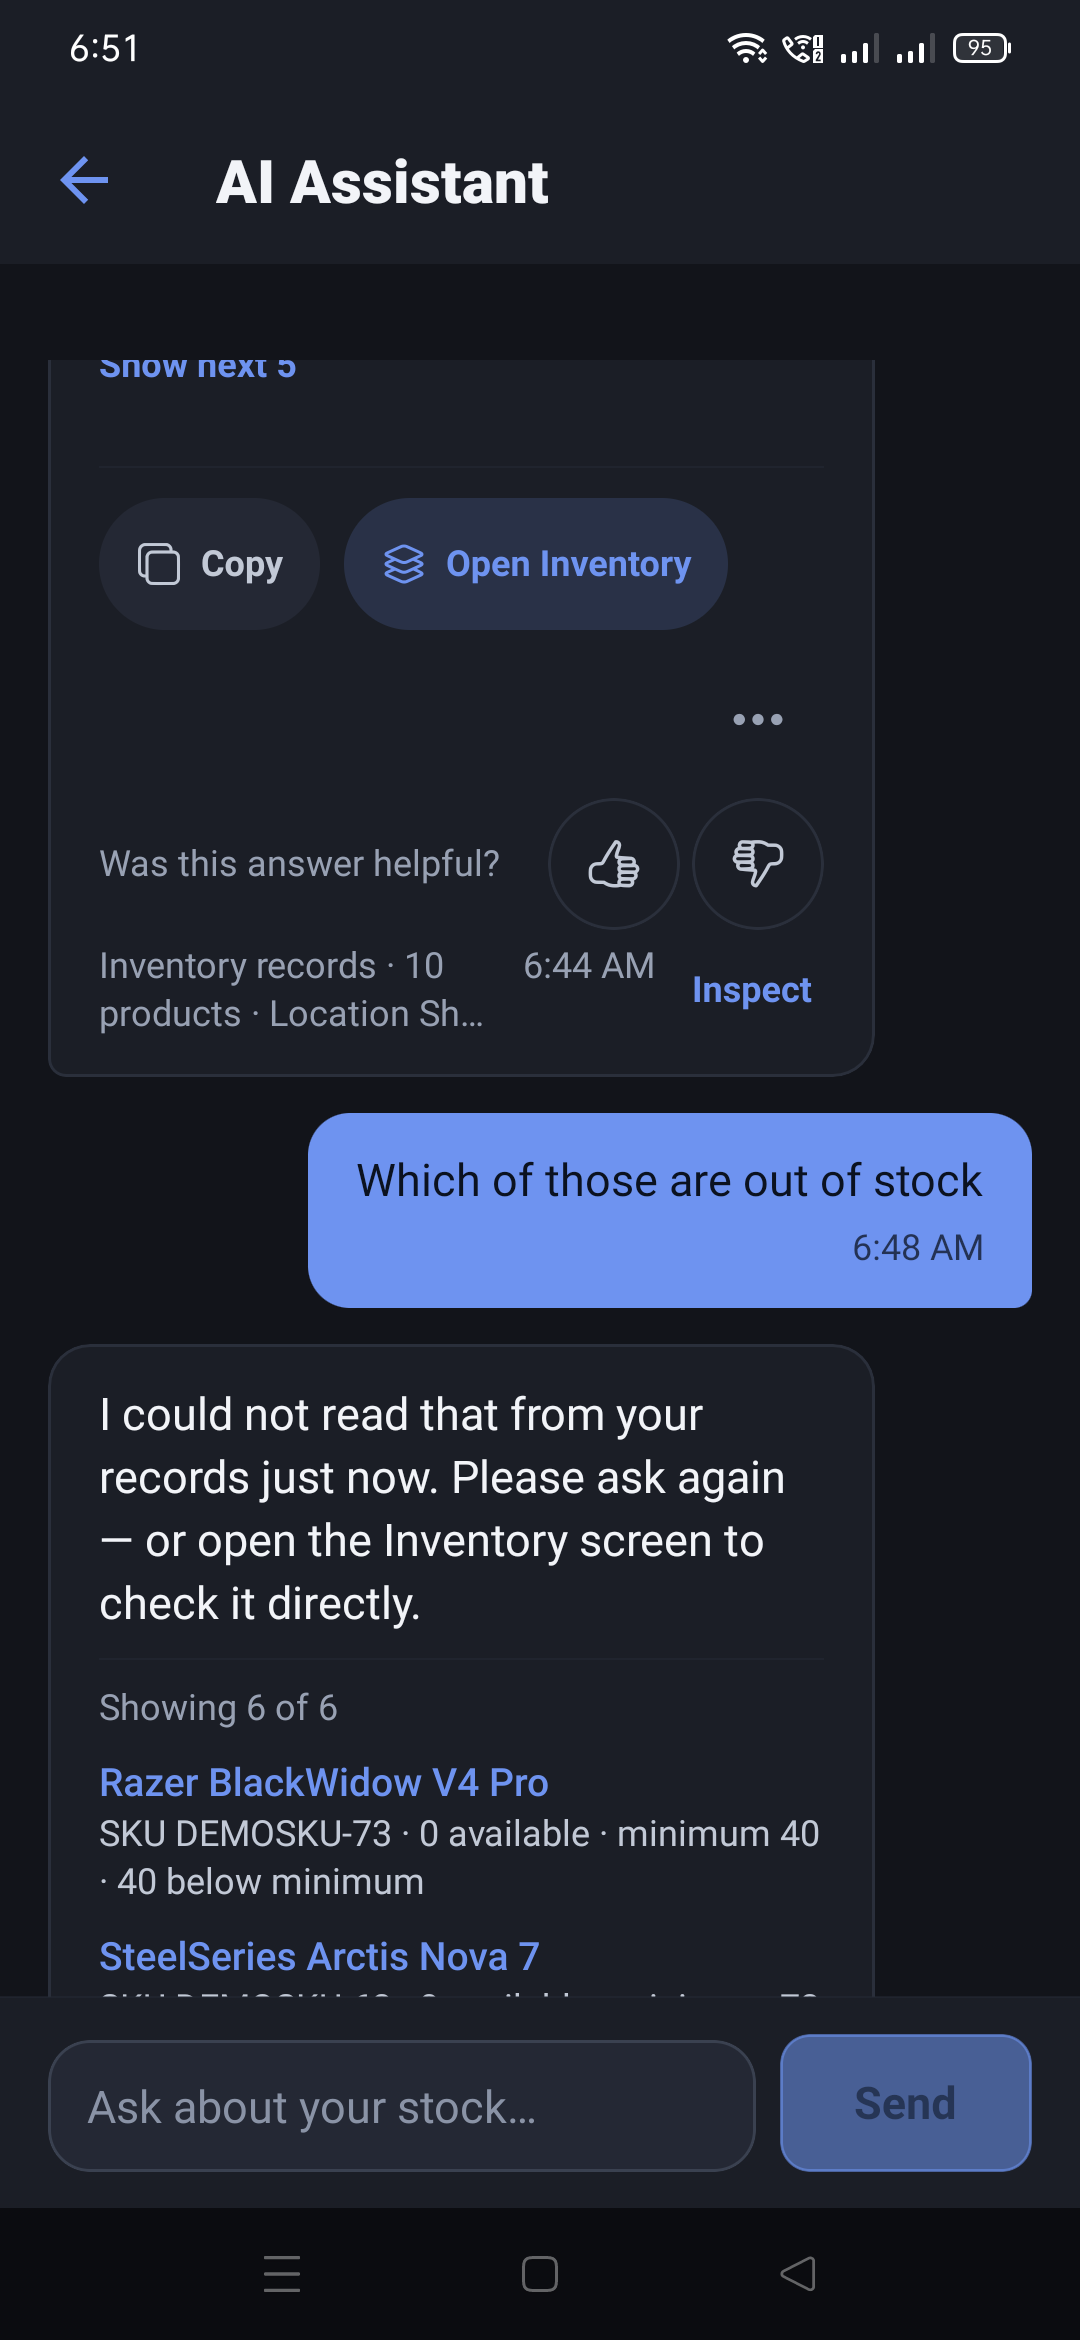 6:51
95
AI Assistant
Show next 5
Copy
Open Inventory
Was this answer helpful?
Inventory records · 10
products · Location Sh...
6:44 AM
Inspect
Which of those are out of stock
6:48 AM
I could not read that from your
records just now. Please ask again
— or open the Inventory screen to
check it directly.
Showing 6 of 6
Razer BlackWidow V4 Pro
SKU DEMOSKU-73 · 0 available · minimum 40
· 40 below minimum
SteelSeries Arctis Nova 7
Ask about your stock...
Send